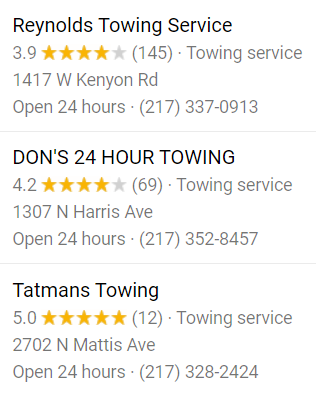 Reynolds Towing Service
3.9 ★★★★★ (145) · Towing service
1417 W Kenyon Rd
Open 24 hours · (217) 337-0913
DON'S 24 HOUR TOWING
4.2 ★★★★★ (69) · Towing service
1307 N Harris Ave
Open 24 hours · (217) 352-8457
Tatmans Towing
5.0 ★★★★★ (12) · Towing service
2702 N Mattis Ave
Open 24 hours · (217) 328-2424